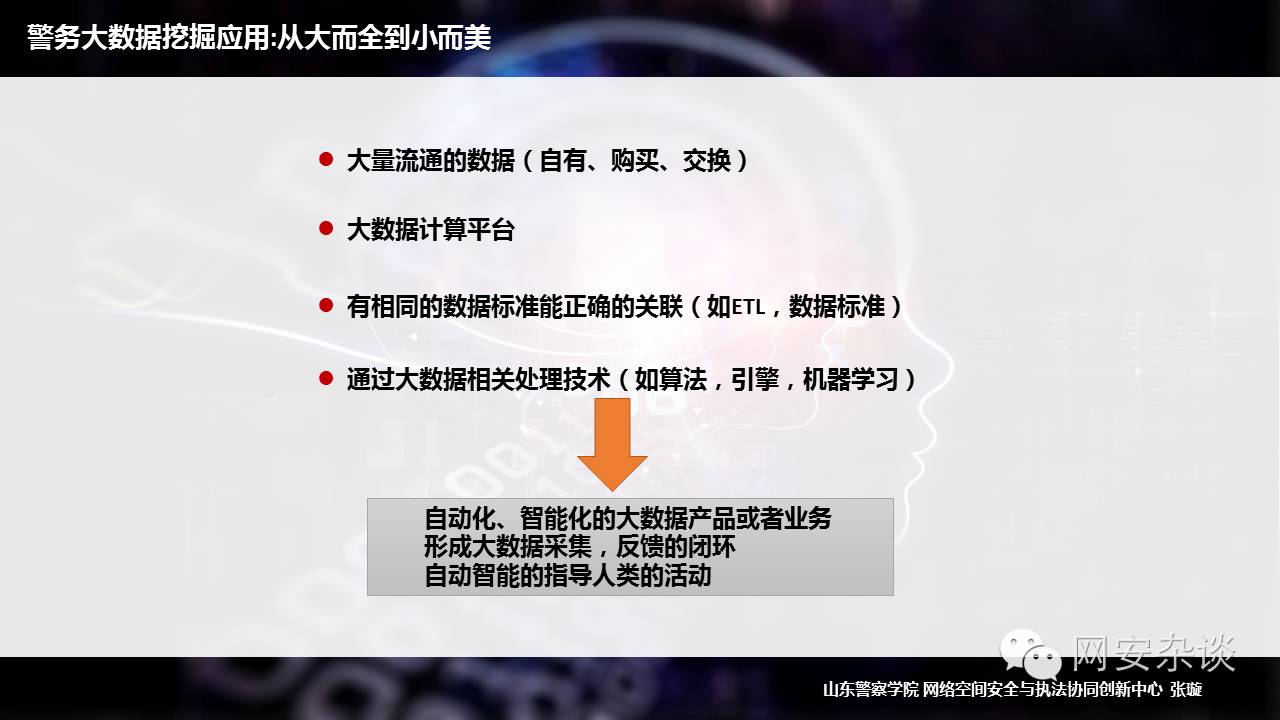 警务大数据挖掘应用:从大而全到小而美
大量流通的数据（自有、购买、交换）
大数据计算平台
有相同的数据标准能正确的关联（如ETL，数据标准）
通过大数据相关处理技术（如算法，引擎，机器学习）
自动化、智能化的大数据产品或者业务
形成大数据采集，反馈的闭环
自动智能的指导人类的活动
网安杂谈
山东警察学院 网络空间安全与执法协同创新中心 张璇